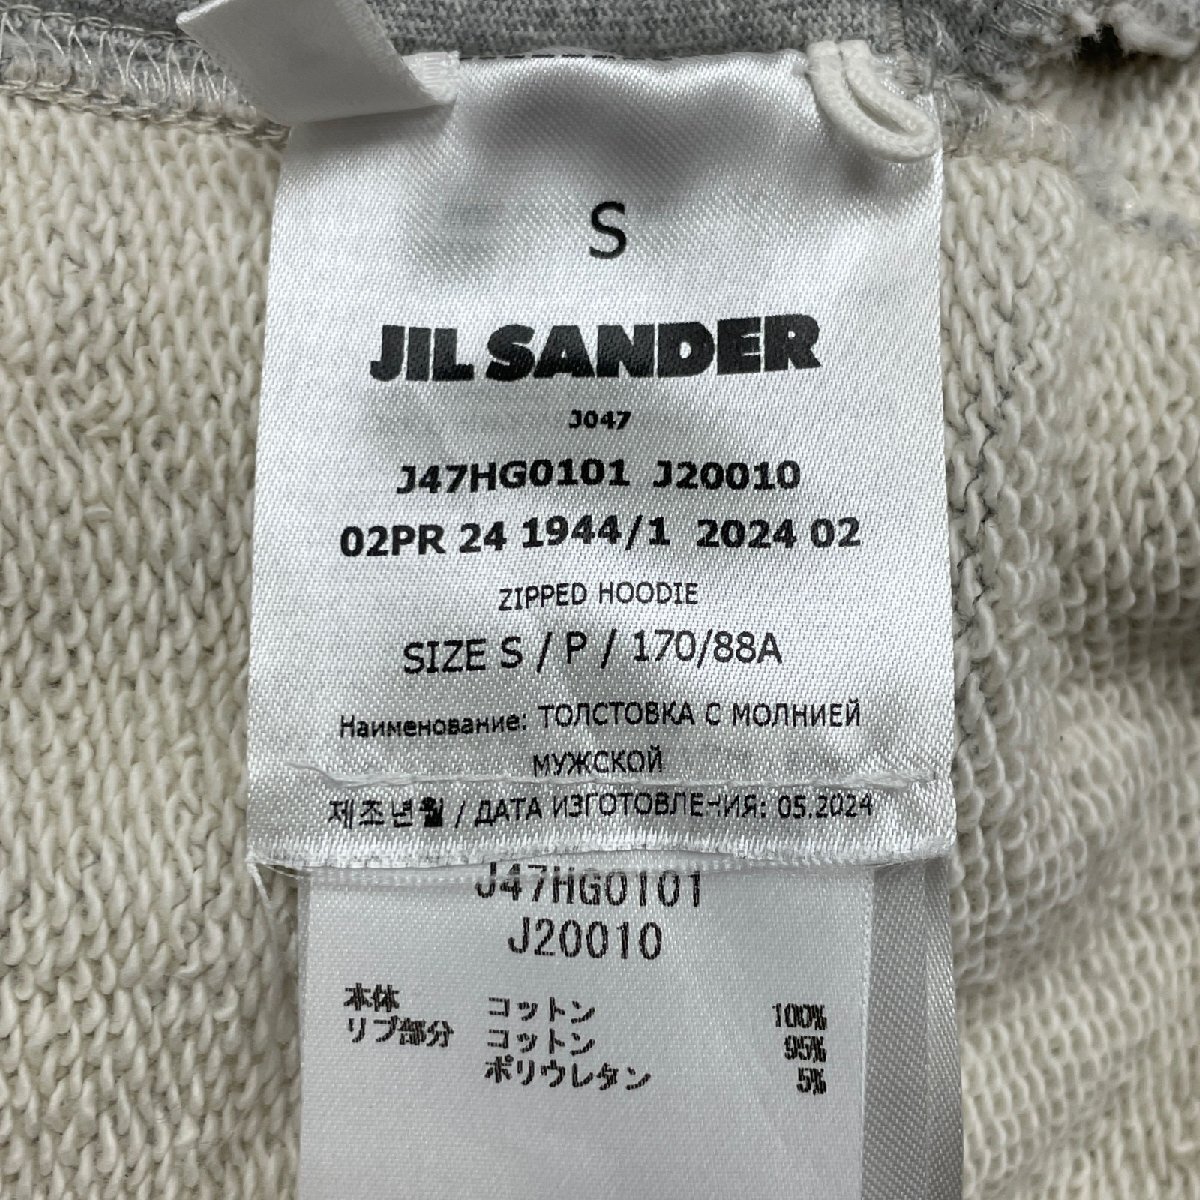 S
JIL SANDER
J047
J47HG0101 J20010
02PR 24 1944/1 2024 02
ZIPPED HOODIE
SIZE S / P / 170/88A
Наименование: ТОЛСТОВКА С МОЛНИЕЙ
МУЖСКОЙ
제조년월 / ДАТА ИЗГОТОВЛЕНИЯ: 05.2024
J47HG0101
J20010
本体 コットン 100%
リブ部分 コットン 95%
ポリウレタン 5%